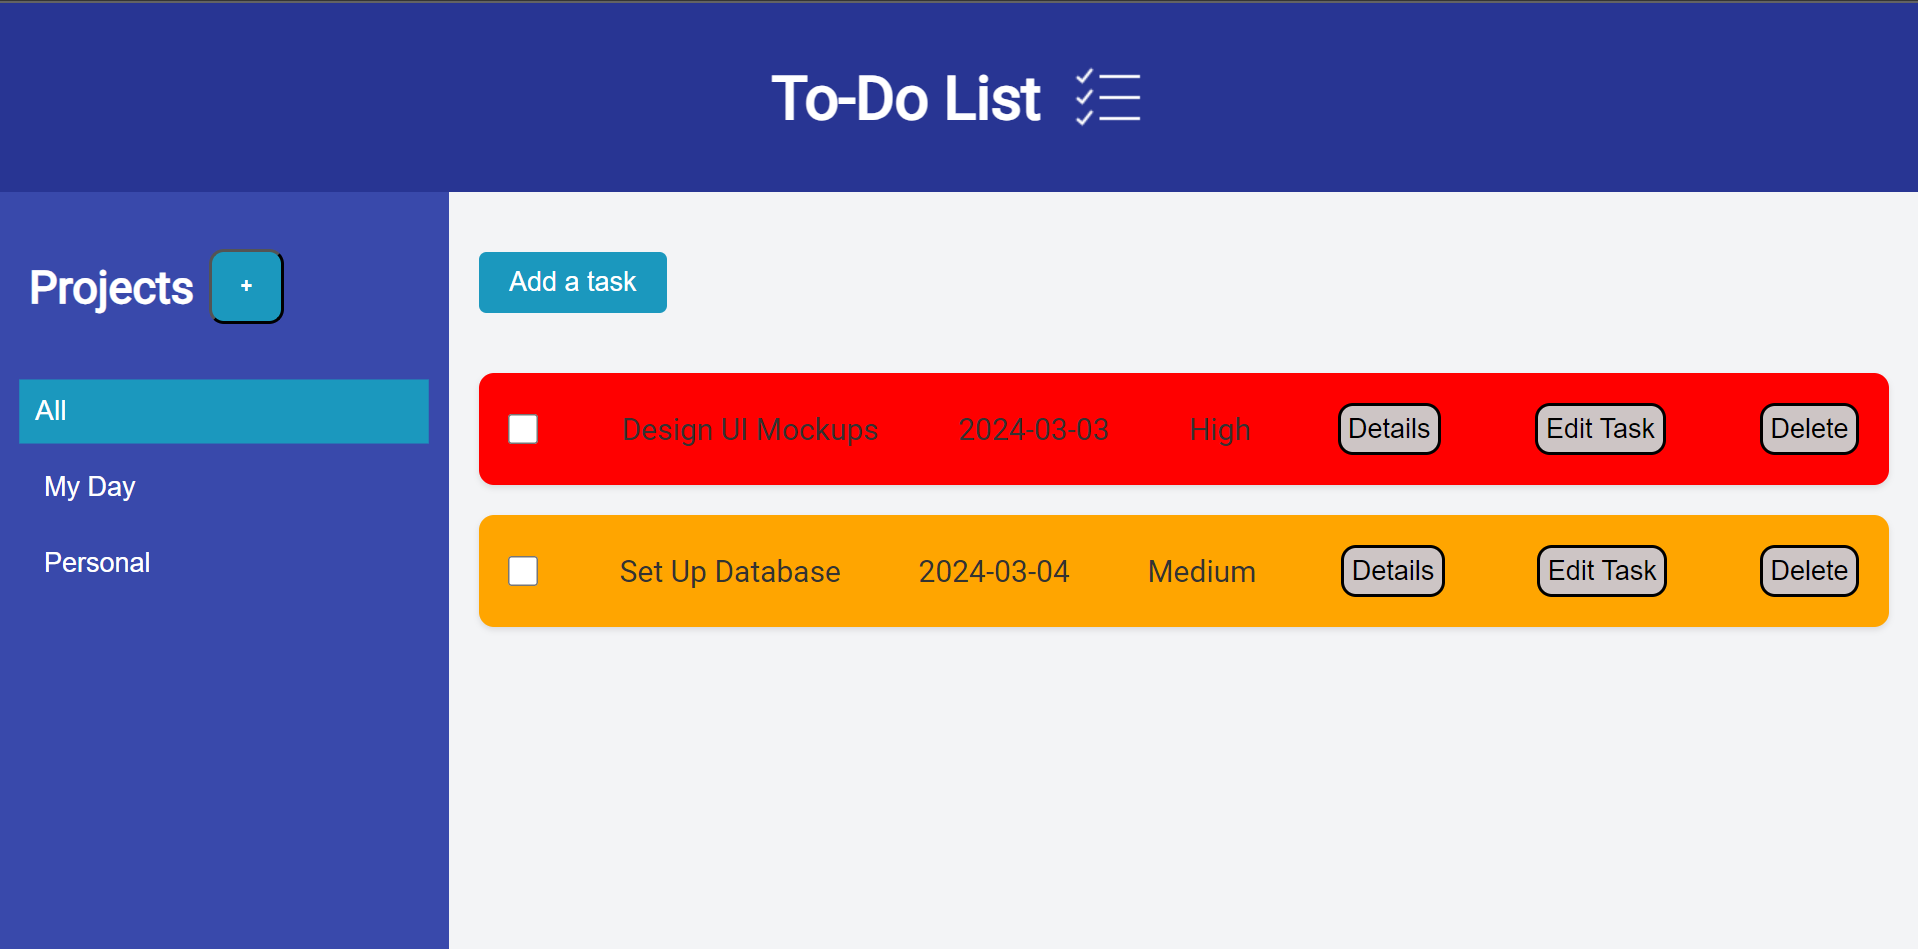 To-Do List
Projects +
Add a task
All
My Day
Personal
Design UI Mockups 2024-03-03 High Details Edit Task Delete
Set Up Database 2024-03-04 Medium Details Edit Task Delete